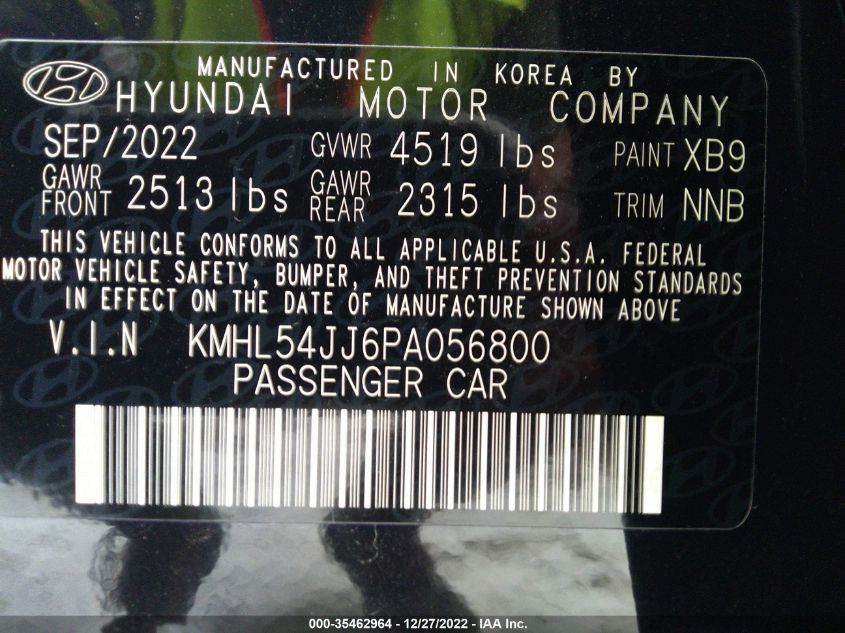 MANUFACTURED IN KOREA BY
HYUNDAI MOTOR COMPANY
SEP/2022 GVWR 4519 lbs PAINT XB9
GAWR FRONT 2513 lbs GAWR REAR 2315 lbs TRIM NNB
THIS VEHICLE CONFORMS TO ALL APPLICABLE U.S.A. FEDERAL
MOTOR VEHICLE SAFETY, BUMPER, AND THEFT PREVENTION STANDARDS
IN EFFECT ON THE DATE OF MANUFACTURE SHOWN ABOVE
V.I.N KMHL54JJ6PA056800
PASSENGER CAR
000-35462964 - 12/27/2022 - IAA Inc.